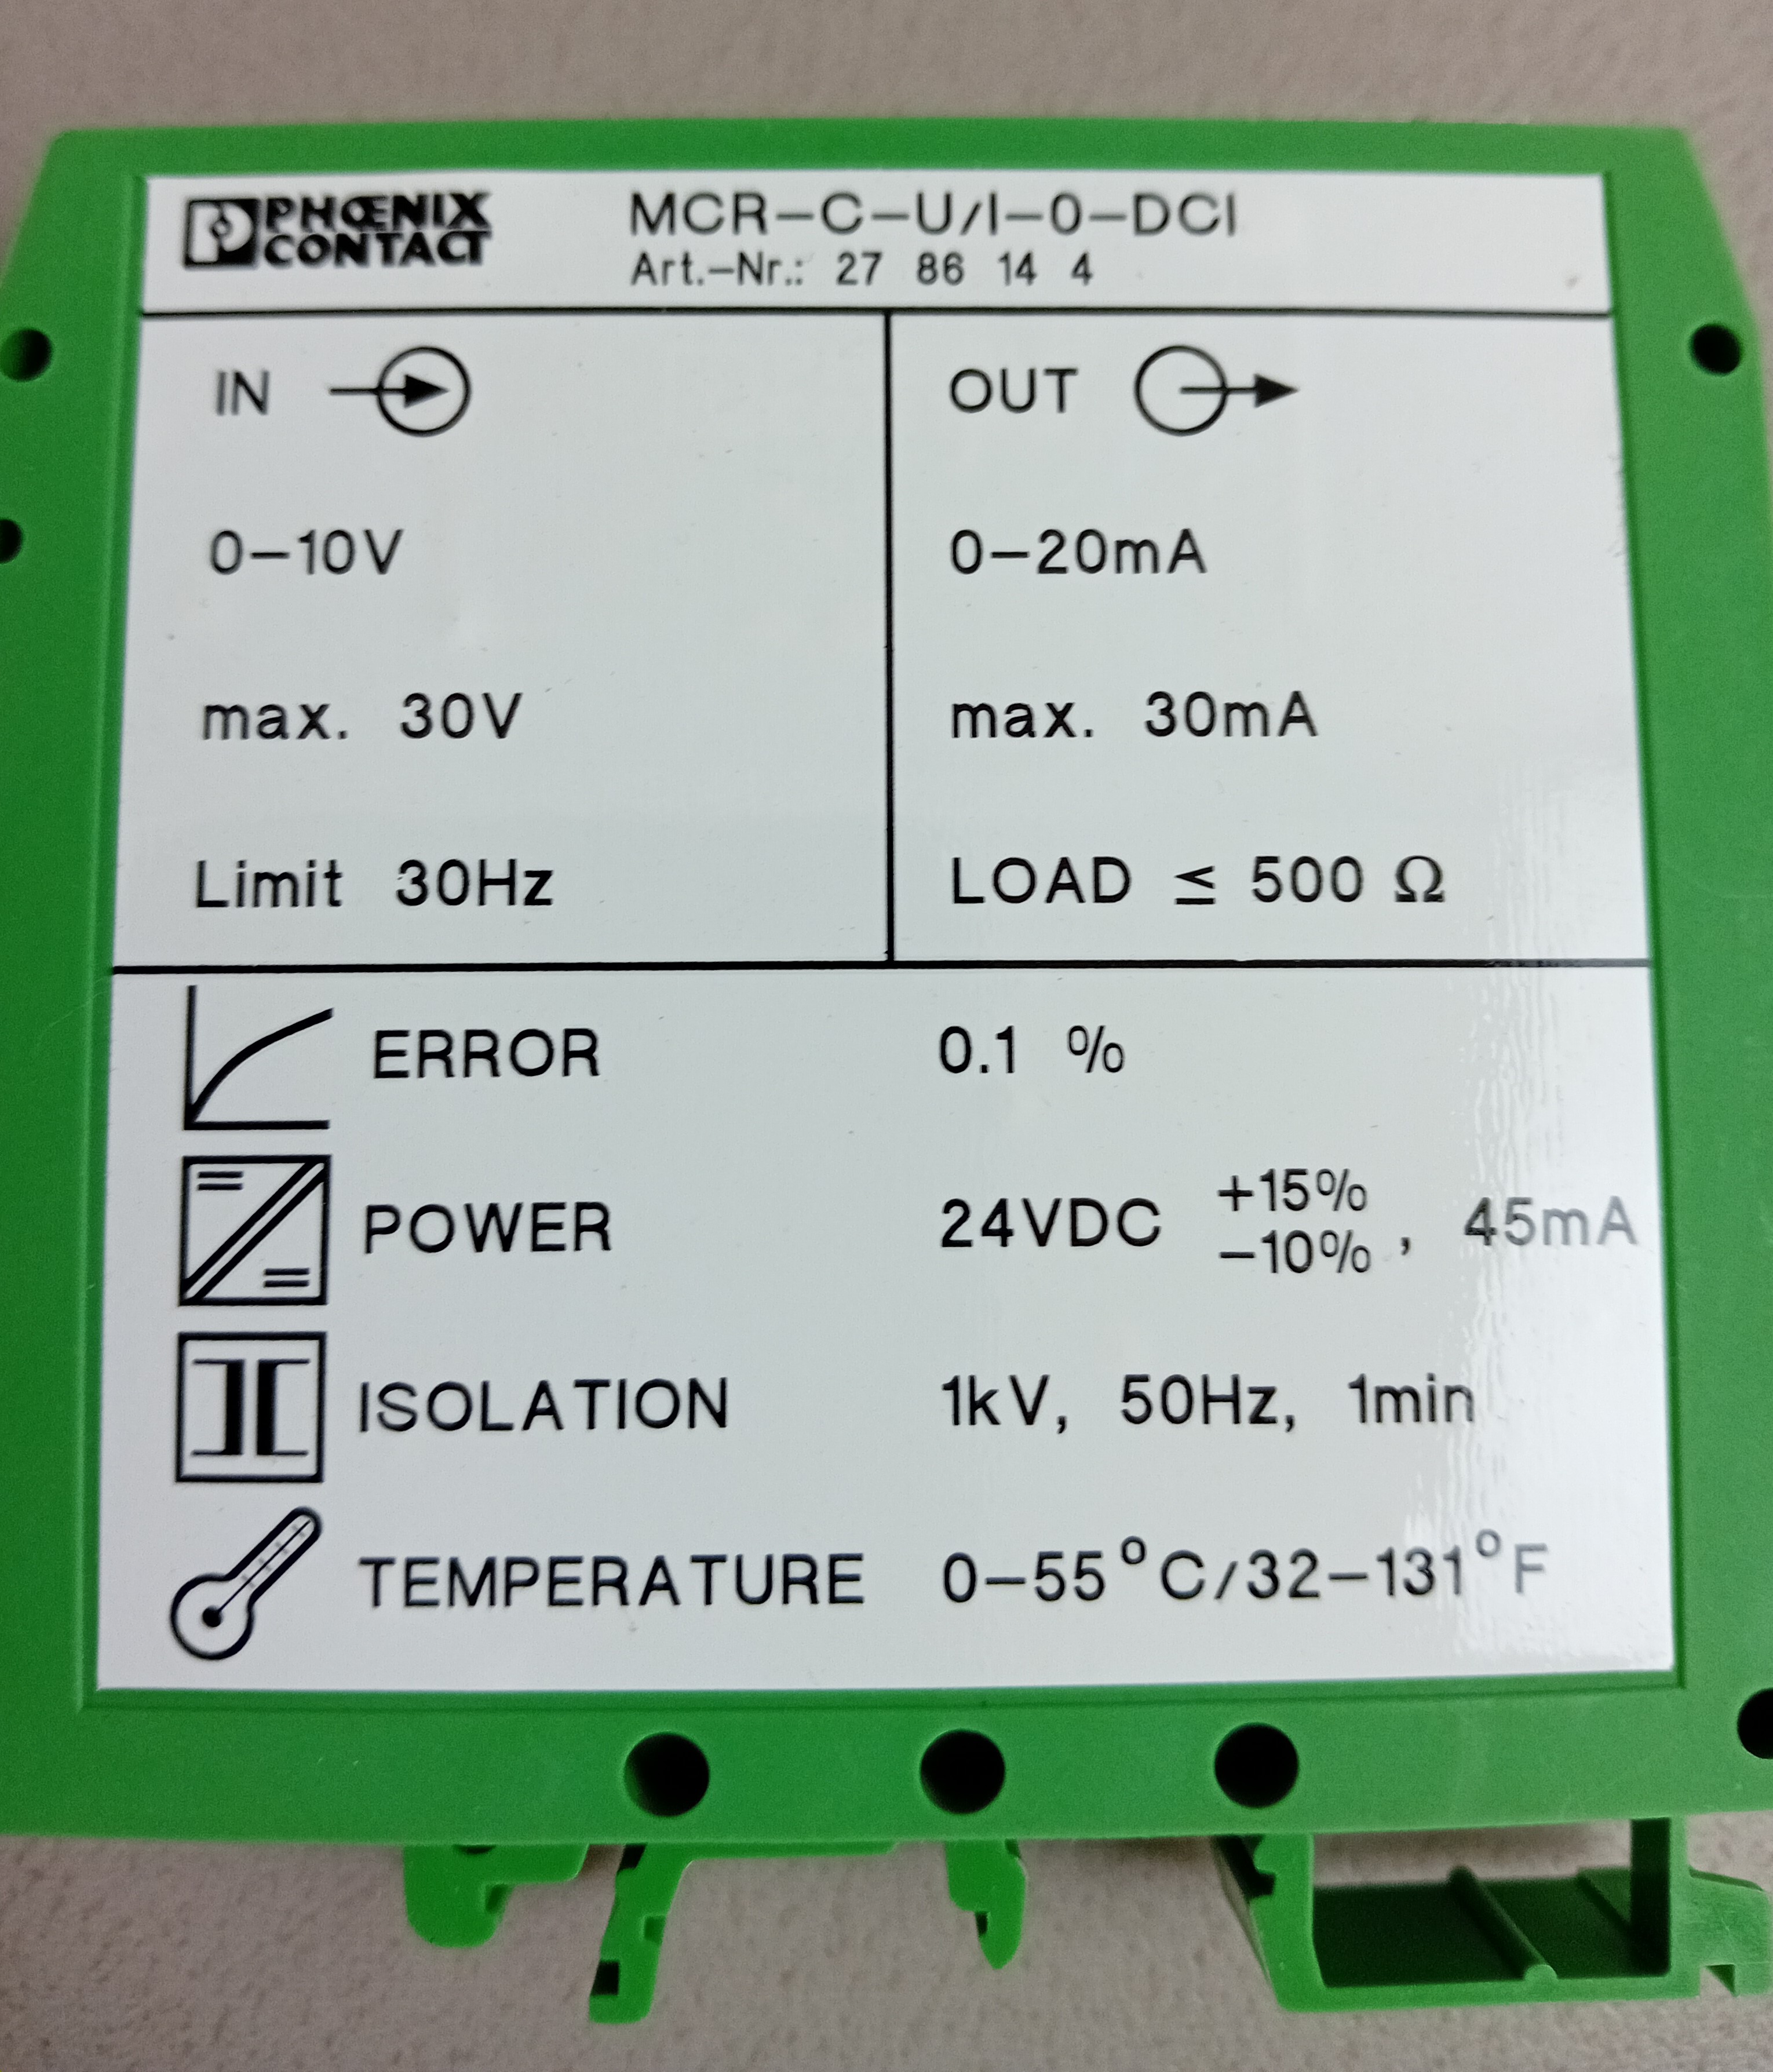 PHŒNIX
CONTACT
MCR-C-U/I-0-DCI
Art.-Nr.: 27 86 14 4
IN
0-10V
max. 30V
Limit 30Hz
OUT
0-20mA
max. 30mA
LOAD ≤ 500 Ω
ERROR 0.1 %
POWER 24VDC +15% -10%, 45mA
ISOLATION 1kV, 50Hz, 1min
TEMPERATURE 0-55°C/32-131°F